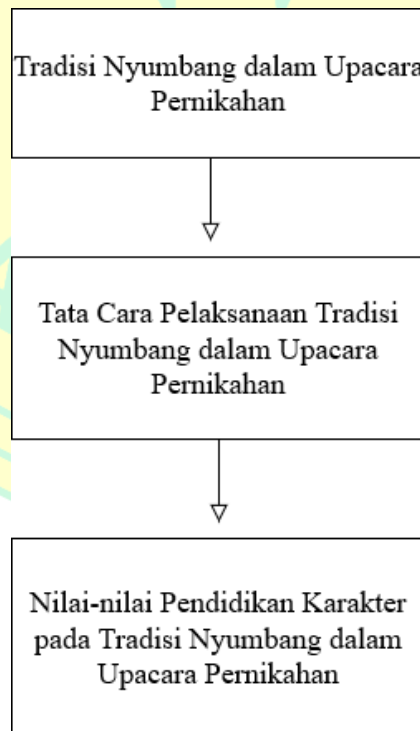 Tradisi Nyumbang dalam Upacara
Pernikahan
Tata Cara Pelaksanaan Tradisi
Nyumbang dalam Upacara
Pernikahan
Nilai-nilai Pendidikan Karakter
pada Tradisi Nyumbang dalam
Upacara Pernikahan